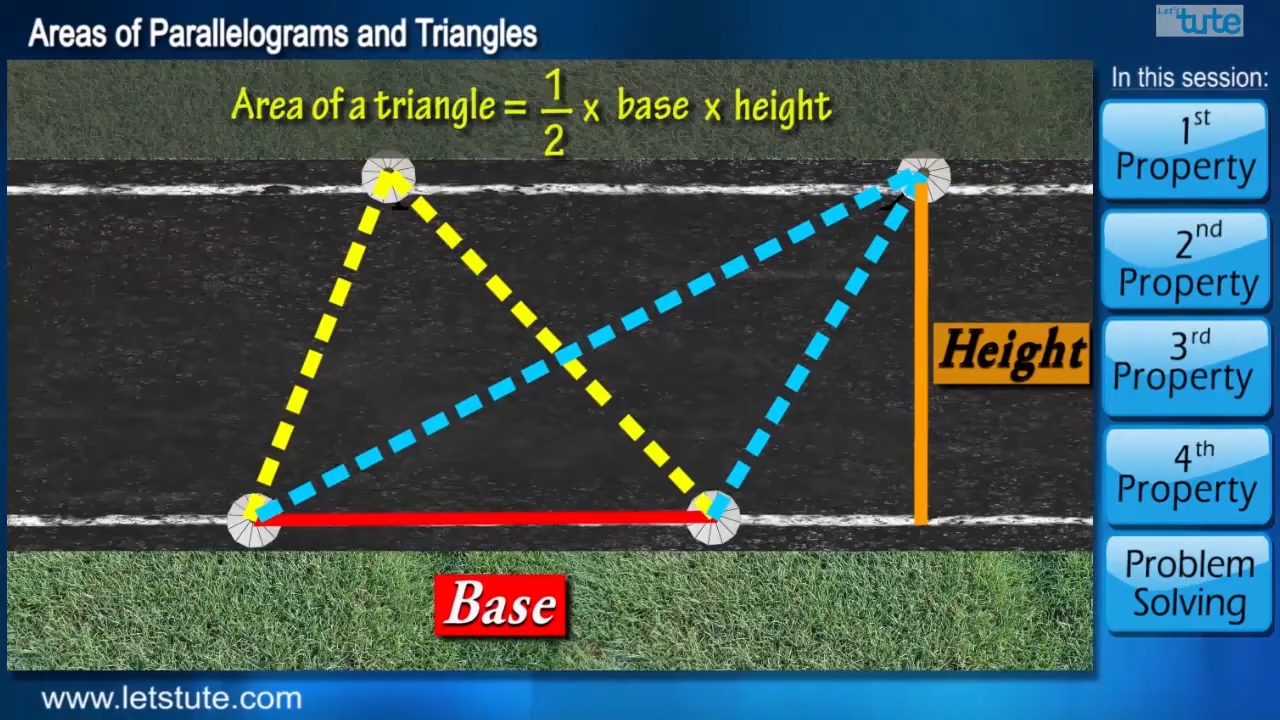 Areas of Parallelograms and Triangles
Let's
tute
Area of a triangle = 1/2 x base x height
In this session:
1st
Property
2nd
Property
3rd
Property
4th
Property
Problem
Solving
Height
Base
www.letstute.com